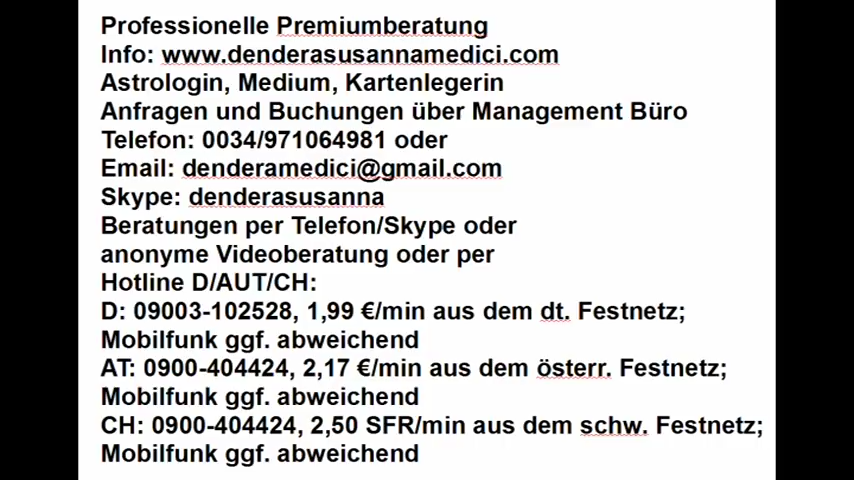 Professionelle Premiumberatung
Info: www.denderasusannamedici.com
Astrologin, Medium, Kartenlegerin
Anfragen und Buchungen über Management Büro
Telefon: 0034/971064981 oder
Email: denderamedici@gmail.com
Skype: denderasusanna
Beratungen per Telefon/Skype oder
anonyme Videoberatung oder per
Hotline D/AUT/CH:
D: 09003-102528, 1,99 €/min aus dem dt. Festnetz;
Mobilfunk ggf. abweichend
AT: 0900-404424, 2,17 €/min aus dem österr. Festnetz;
Mobilfunk ggf. abweichend
CH: 0900-404424, 2,50 SFR/min aus dem schw. Festnetz;
Mobilfunk ggf. abweichend